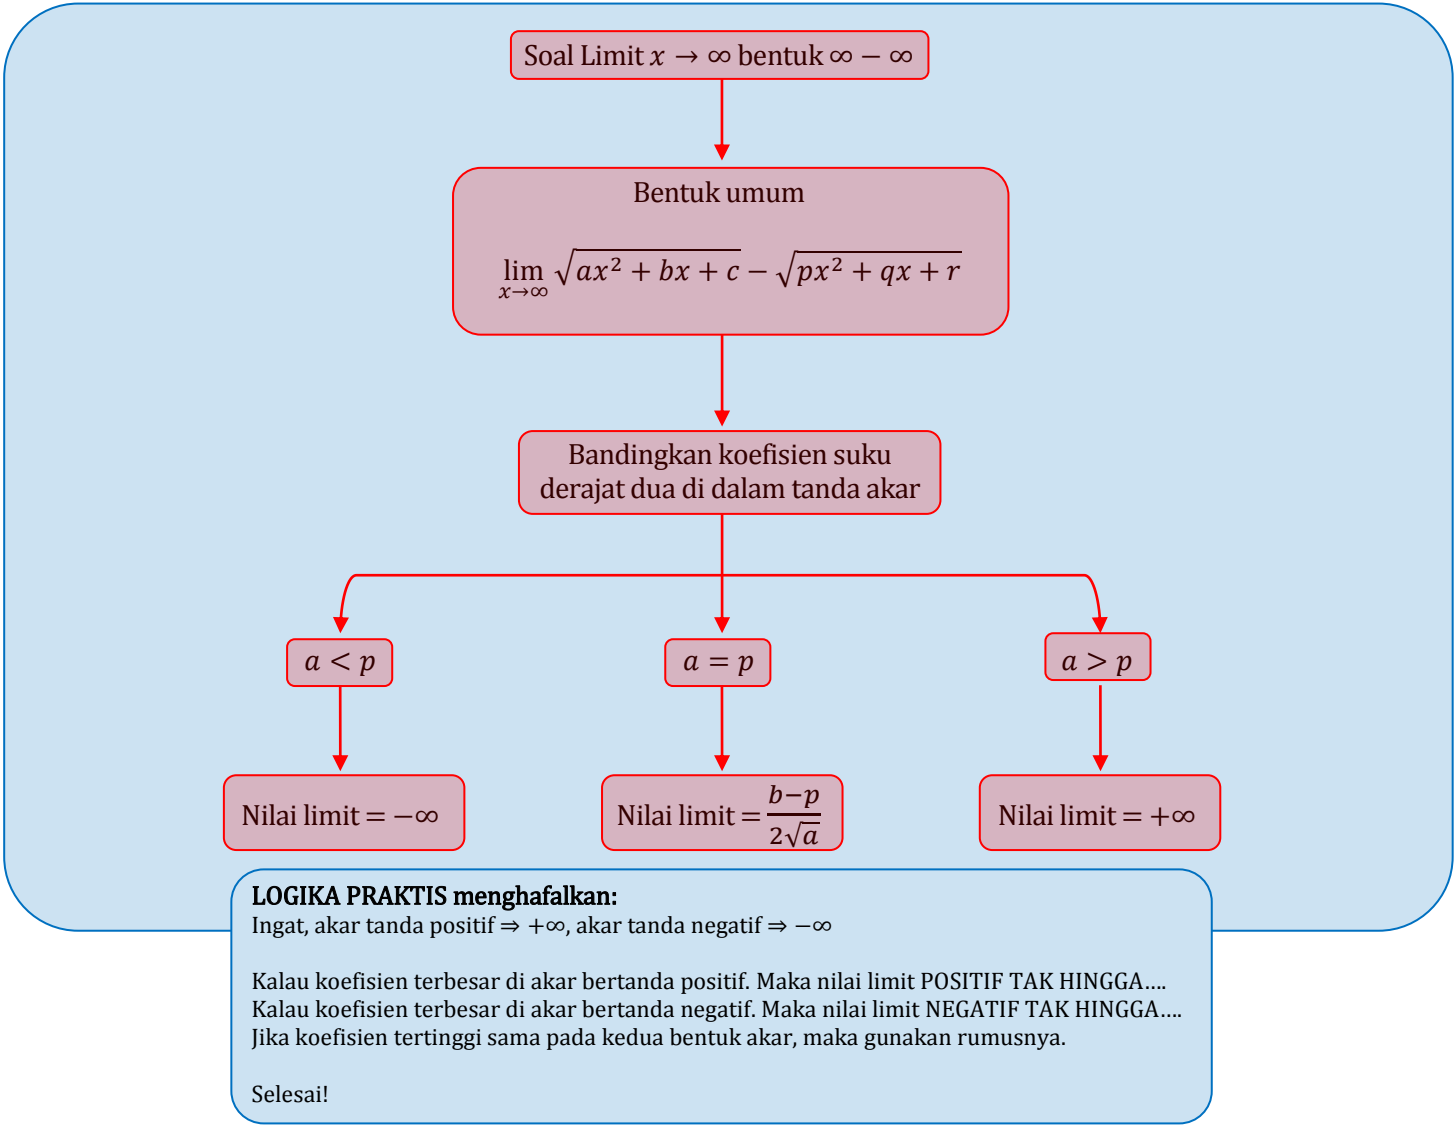 Soal Limit x → ∞ bentuk ∞ − ∞
Bentuk umum
lim x→∞ √(ax² + bx + c) − √(px² + qx + r)
Bandingkan koefisien suku
derajat dua di dalam tanda akar
a < p
a = p
a > p
Nilai limit = −∞
Nilai limit = (b−p)/(2√a)
Nilai limit = +∞
LOGIKA PRAKTIS menghafalkan:
Ingat, akar tanda positif ⇒ +∞, akar tanda negatif ⇒ −∞
Kalau koefisien terbesar di akar bertanda positif. Maka nilai limit POSITIF TAK HINGGA....
Kalau koefisien terbesar di akar bertanda negatif. Maka nilai limit NEGATIF TAK HINGGA....
Jika koefisien tertinggi sama pada kedua bentuk akar, maka gunakan rumusnya.
Selesai!